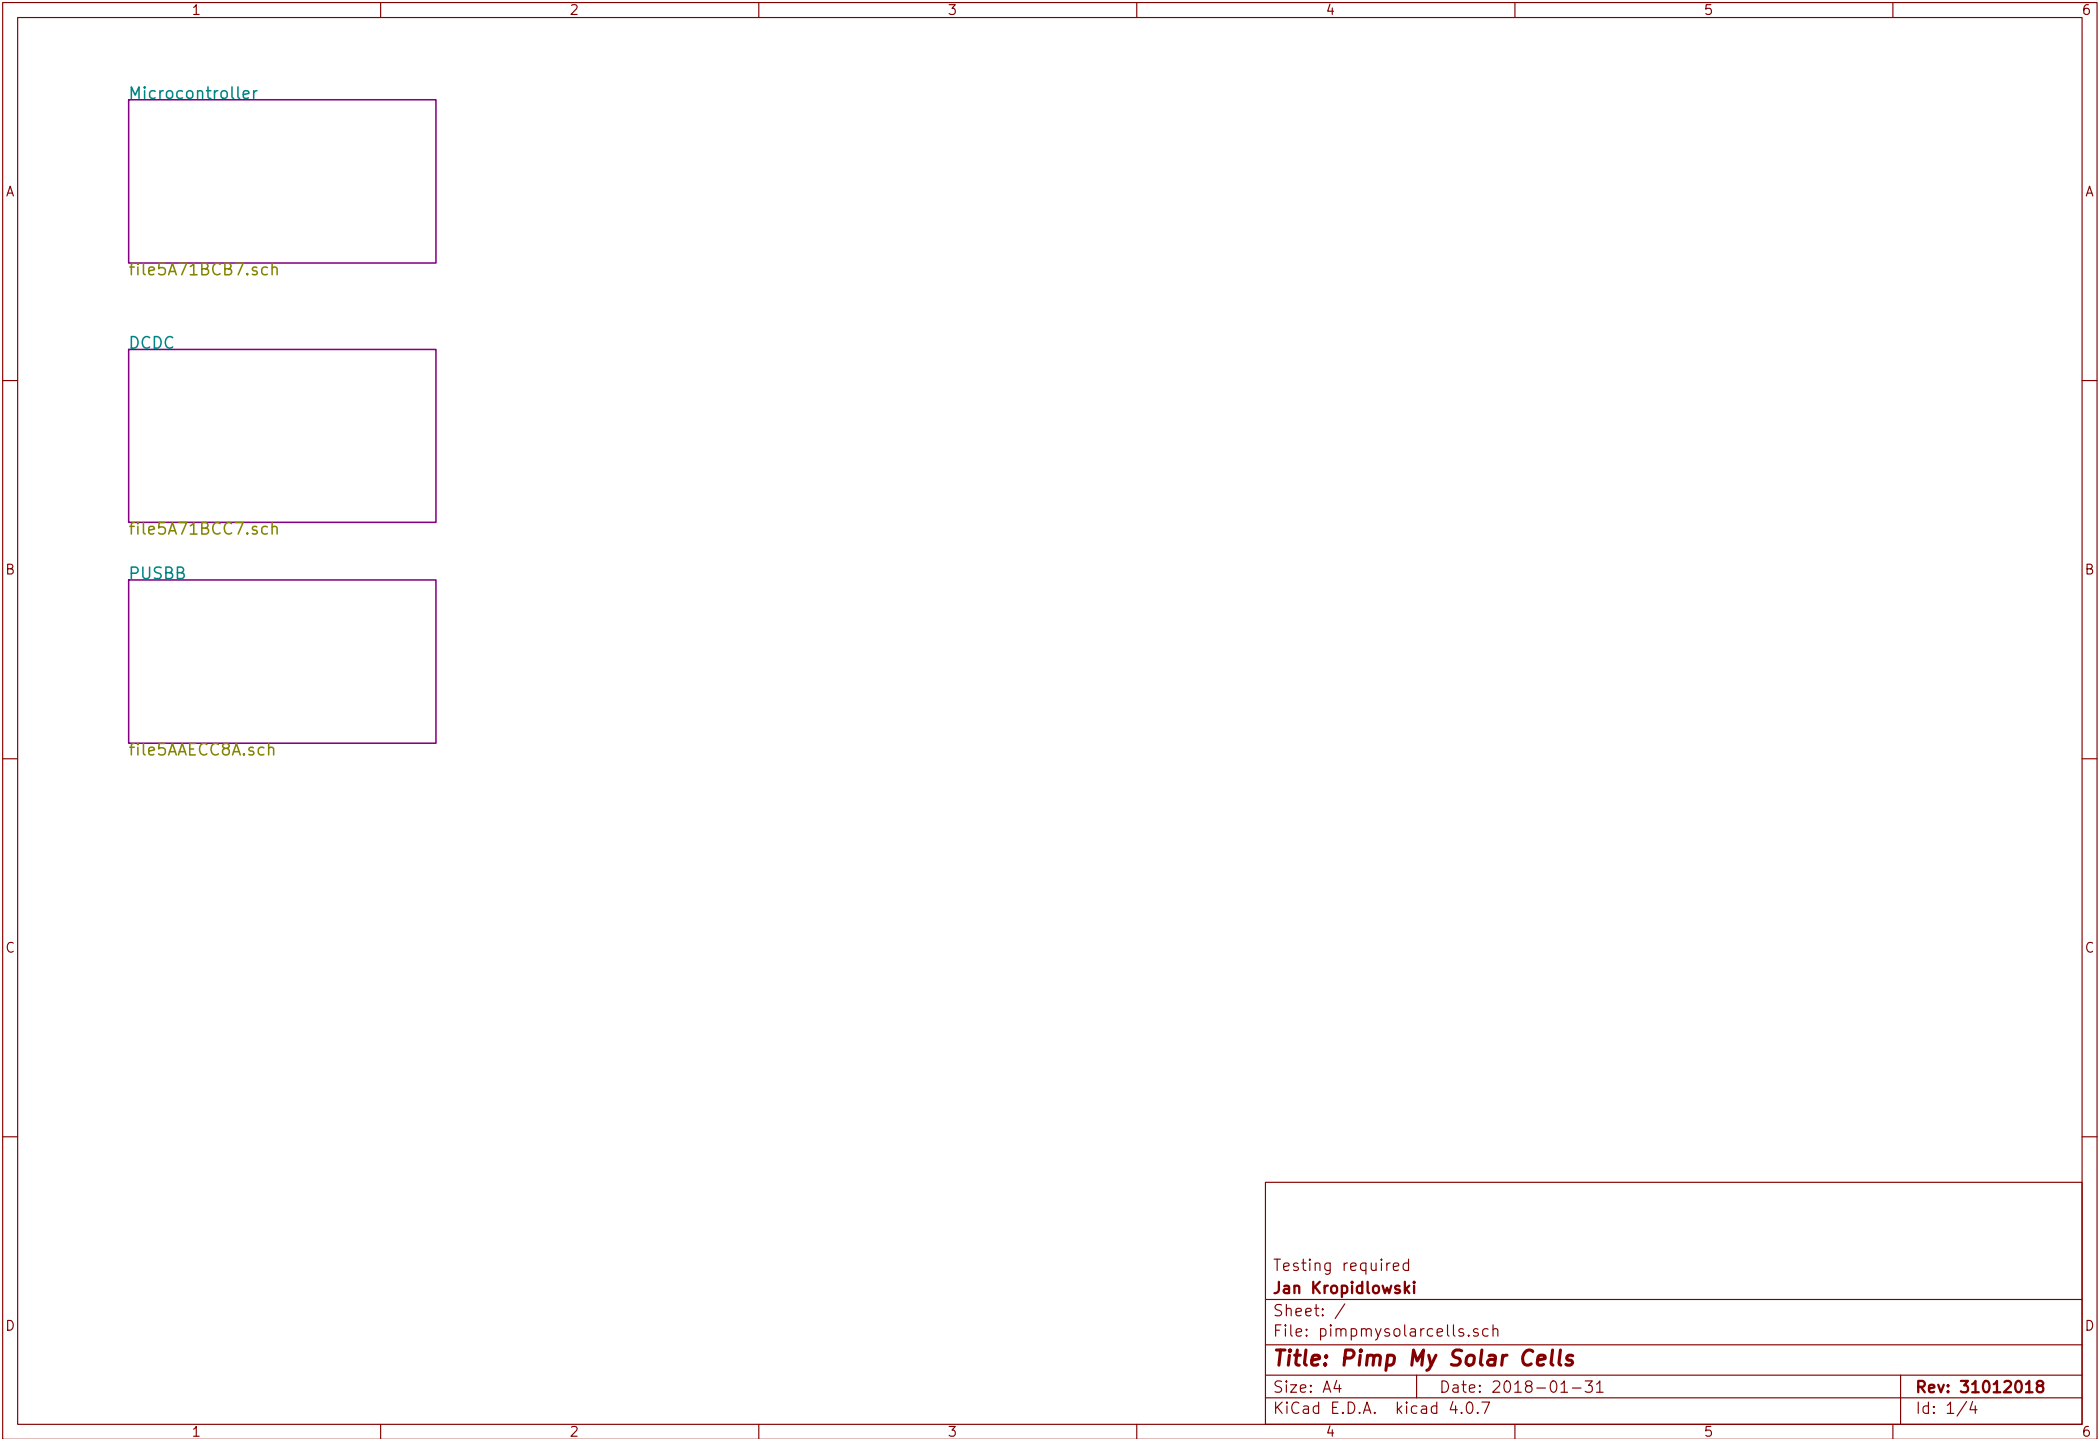 1 2 3 4 5 6
Microcontroller
A A
file5A71BCB7.sch
DCDC
file5A71BCC7.sch
B B
PUSBB
file5AAECC8A.sch
C C
Testing required
Jan Kropidlowski
Sheet: /
File: pimpmysolarcells.sch
D D
Title: Pimp My Solar Cells
Size: A4 Date: 2018-01-31 Rev: 31012018
KiCad E.D.A. kicad 4.0.7 Id: 1/4
1 2 3 4 5 6